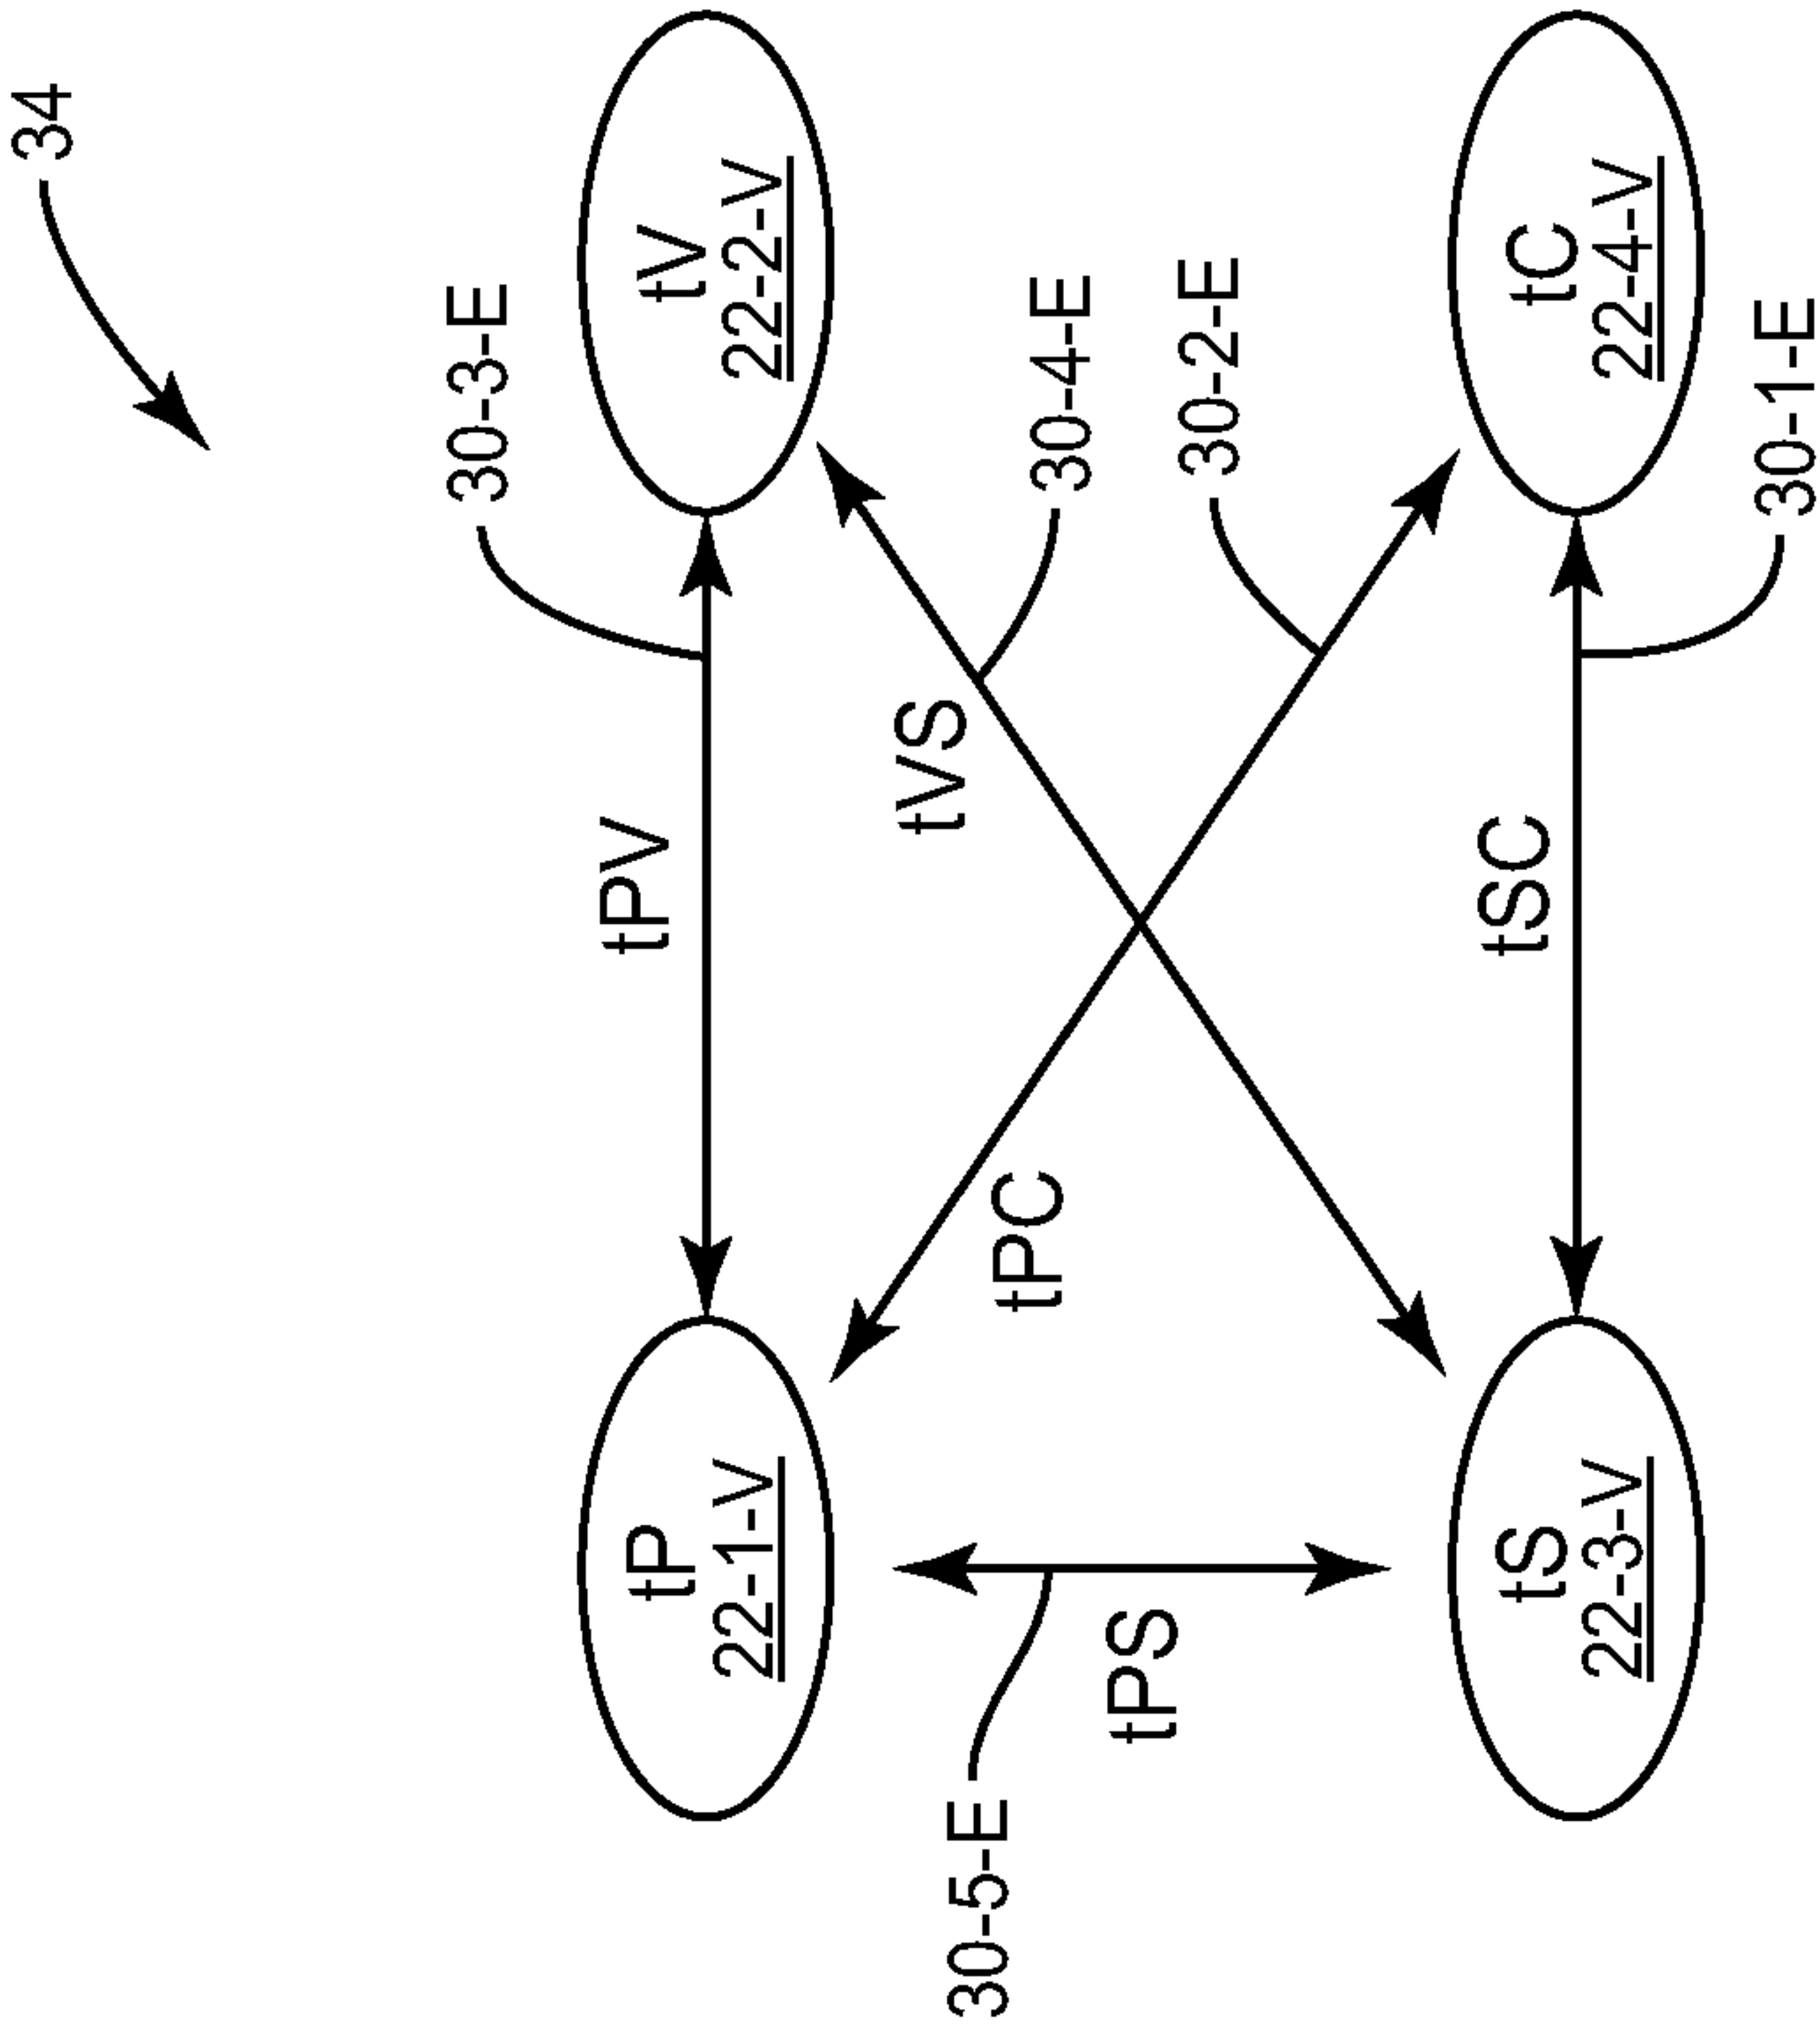 34
30-3-E
tP
22-1-V
tPV
tV
22-2-V
tVS
30-5-E
tPC
30-4-E
tPS
30-2-E
tS
22-3-V
tSC
tC
22-4-V
30-1-E